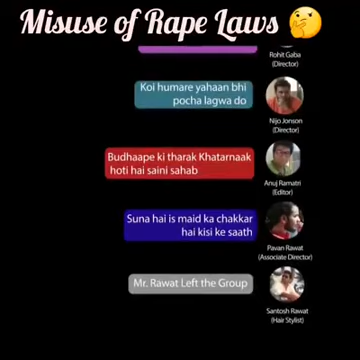 Misuse of Rape Laws 🤔
Rohit Gaba
(Director)
Koi humare yahaan bhi
pocha lagwa do
Nijo Jonson
(Director)
Budhaape ki tharak Khatarnaak
hoti hai saini sahab
Anuj Ramatri
(Editor)
Suna hai is maid ka chakkar
hai kisi ke saath
Pavan Rawat
(Associate Director)
Mr. Rawat Left the Group
Santosh Rawat
(Hair Stylist)